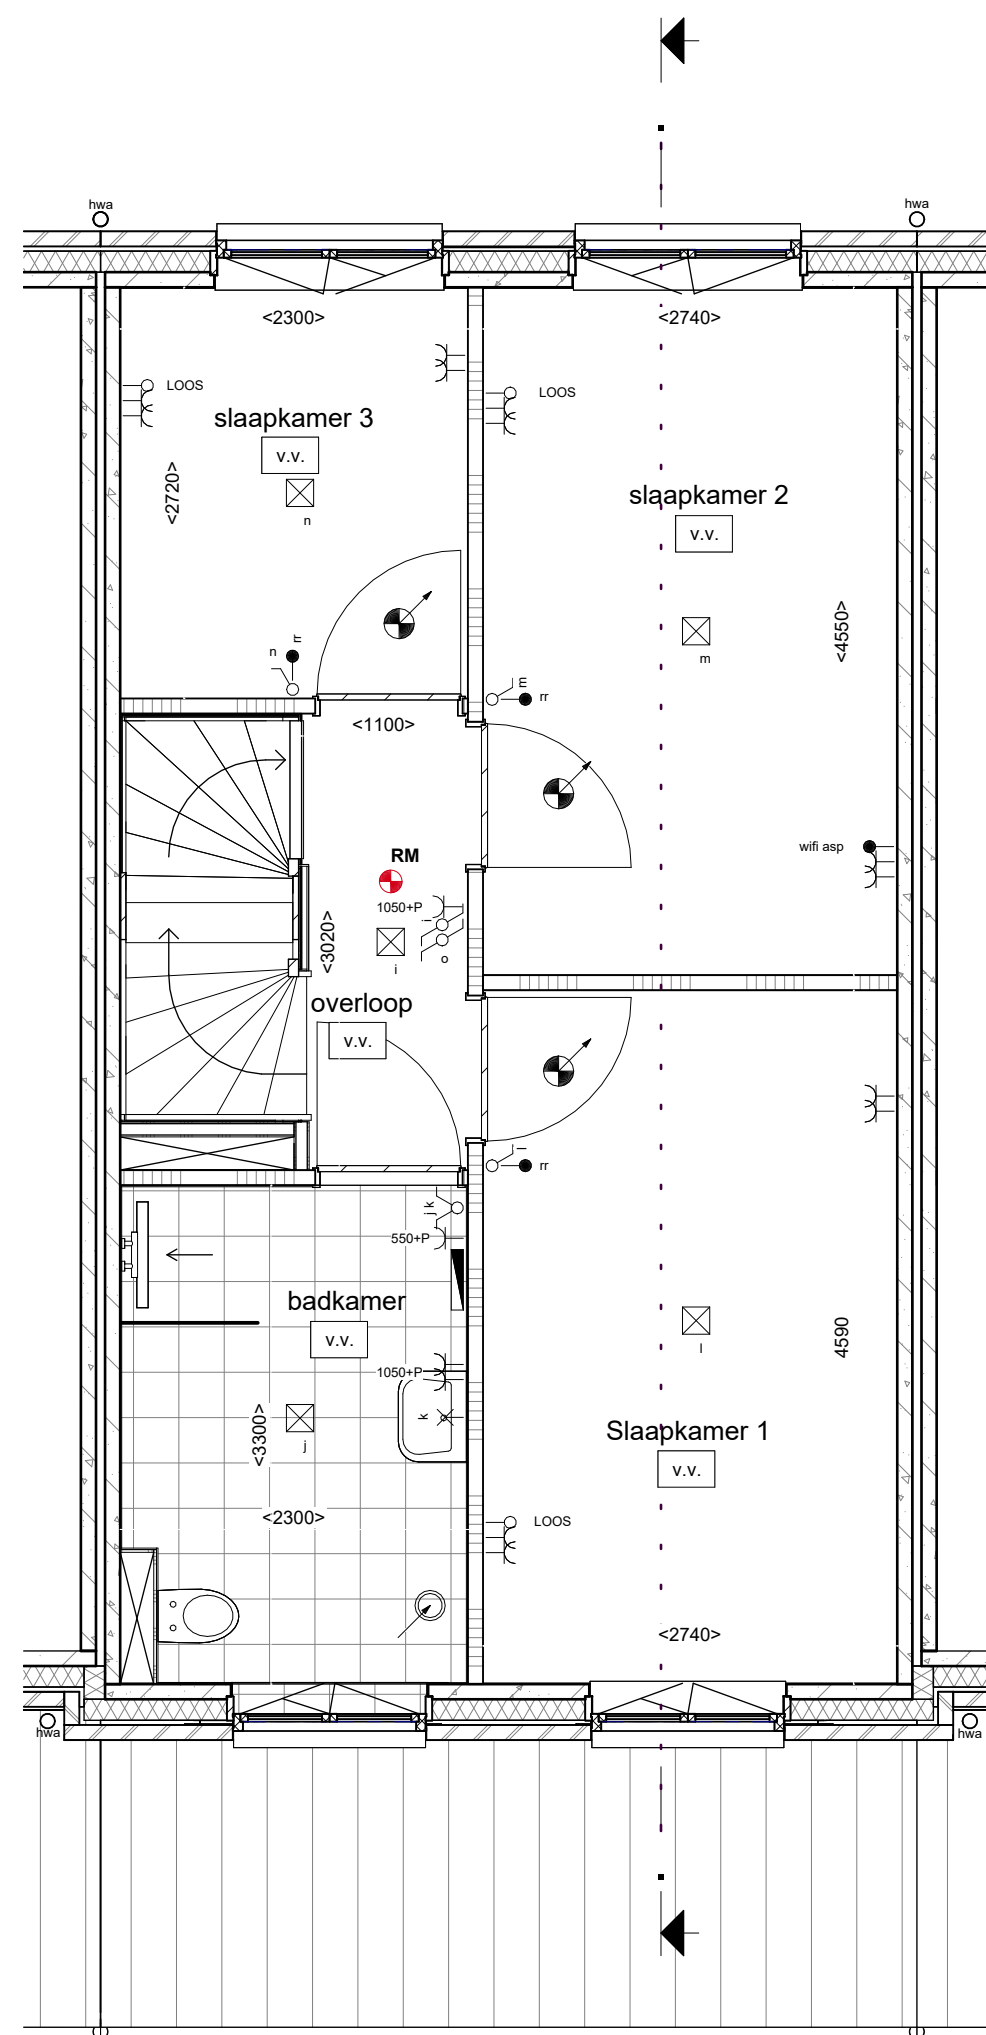 hwa
hwa
<2300>
<2740>
LOOS
LOOS
slaapkamer 3
v.v.
<2720>
n
slaapkamer 2
v.v.
<4550>
m
n
rr
m
rr
<1100>
wifi asp
RM
1050+P
i
<3020>
i
o
overloop
v.v.
l
rr
j k
550+P
badkamer
v.v.
l
4590
1050+P
k
<3300>
j
Slaapkamer 1
v.v.
<2300>
LOOS
<2740>
hwa
hwa